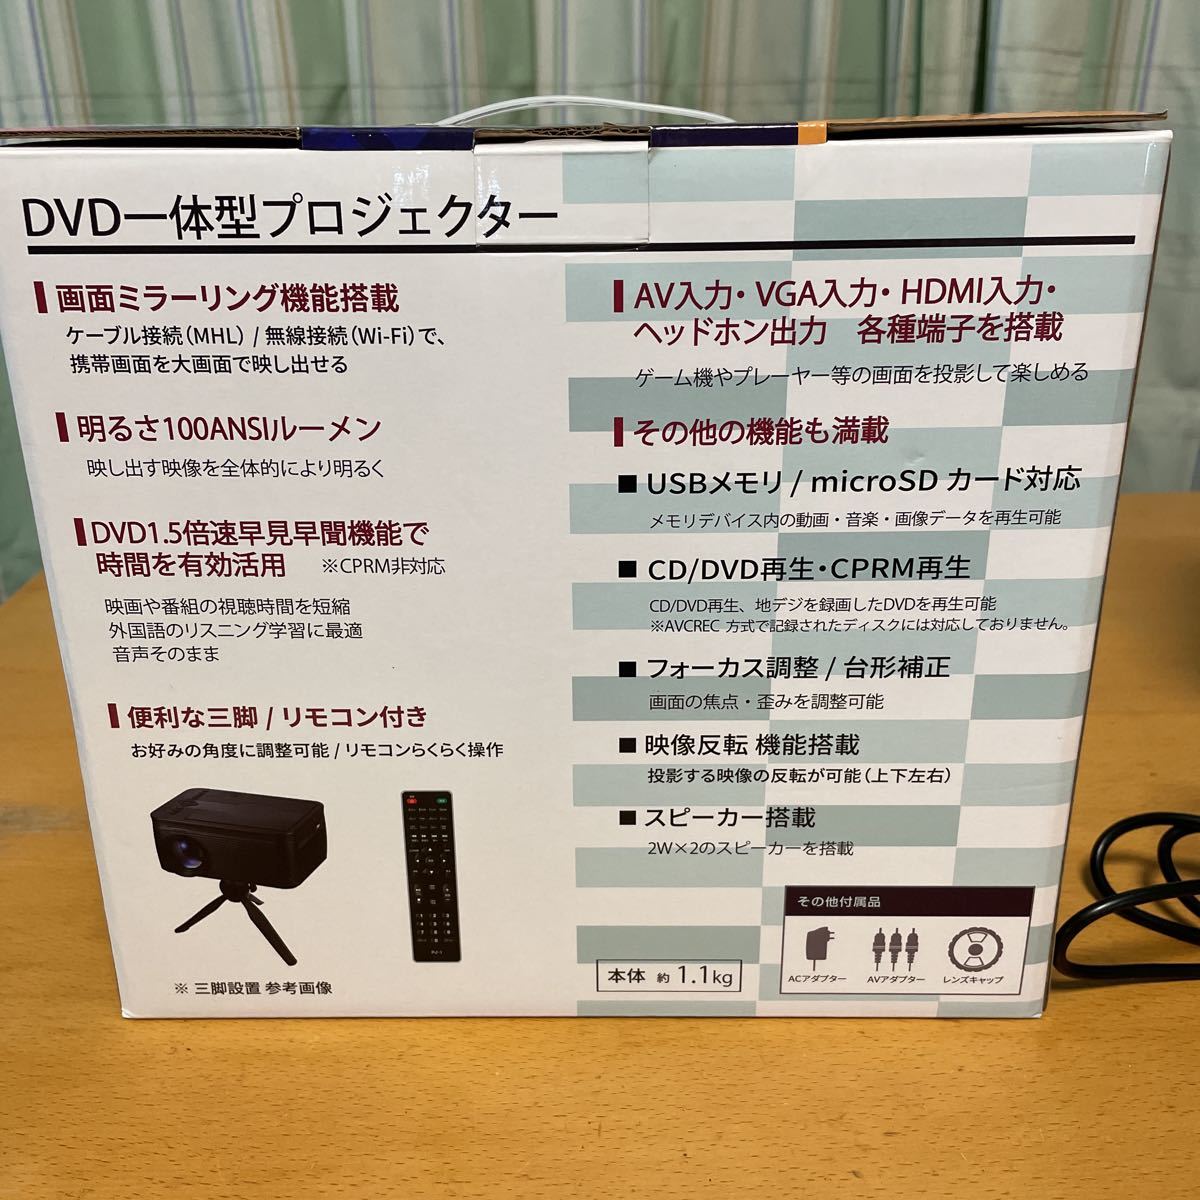 DVD一体型プロジェクター
画面ミラーリング機能搭載
ケーブル接続(MHL) / 無線接続(Wi-Fi)で、
携帯画面を大画面で映し出せる
明るさ100ANSIルーメン
映し出す映像を全体的により明るく
DVD1.5倍速早見早聞機能で
時間を有効活用 ※CPRM非対応
映画や番組の視聴時間を短縮
外国語のリスニング学習に最適
音声そのまま
便利な三脚 / リモコン付き
お好みの角度に調整可能 / リモコンらくらく操作
PJ-1
※ 三脚設置 参考画像
AV入力・VGA入力・HDMI入力・
ヘッドホン出力 各種端子を搭載
ゲーム機やプレーヤー等の画面を投影して楽しめる
その他の機能も満載
■ USBメモリ / microSD カード対応
メモリデバイス内の動画・音楽・画像データを再生可能
■ CD/DVD再生・CPRM再生
CD/DVD再生、地デジを録画したDVDを再生可能
※AVCREC 方式で記録されたディスクには対応しておりません。
■ フォーカス調整 / 台形補正
画面の焦点・歪みを調整可能
■ 映像反転 機能搭載
投影する映像の反転が可能(上下左右)
■ スピーカー搭載
2W×2のスピーカーを搭載
その他付属品
ACアダプター AVアダプター レンズキャップ
本体 約 1.1kg